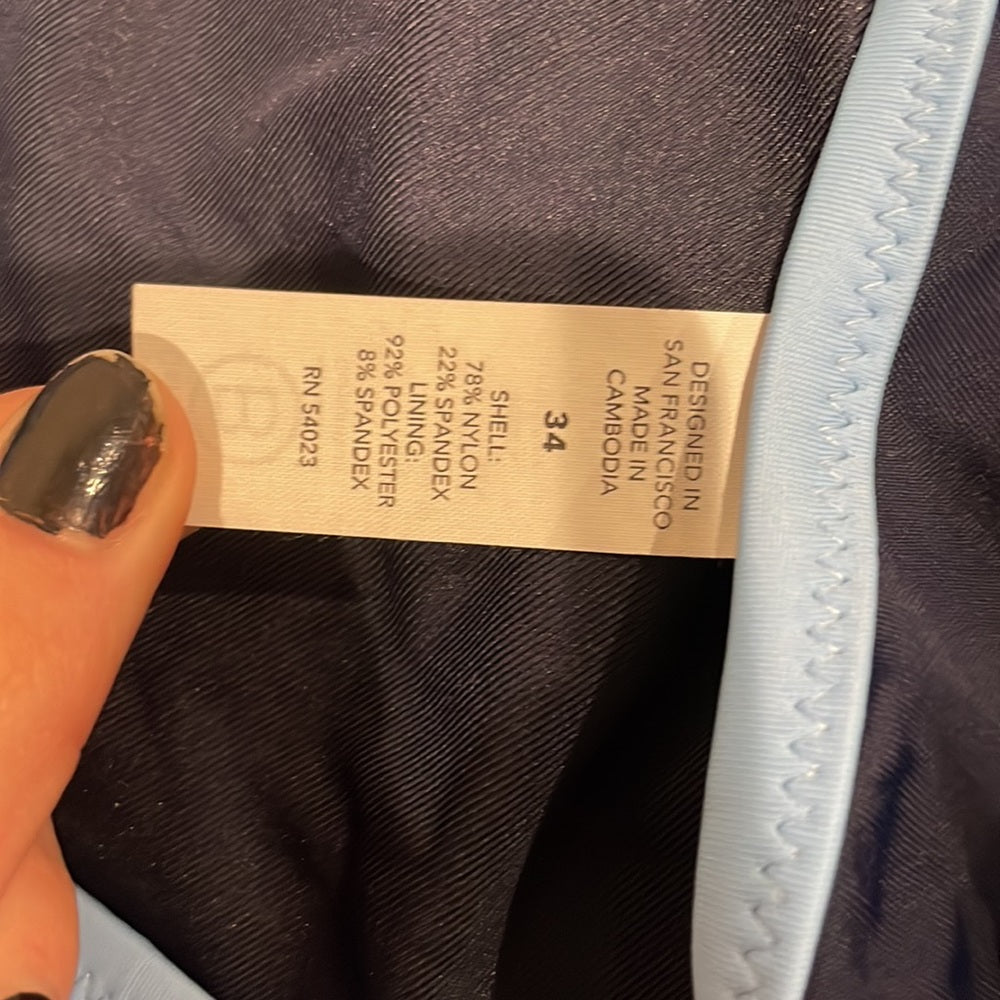 DESIGNED IN
SAN FRANCISCO
MADE IN
CAMBODIA
34
SHELL:
78% NYLON
22% SPANDEX
LINING:
92% POLYESTER
8% SPANDEX
RN 54023